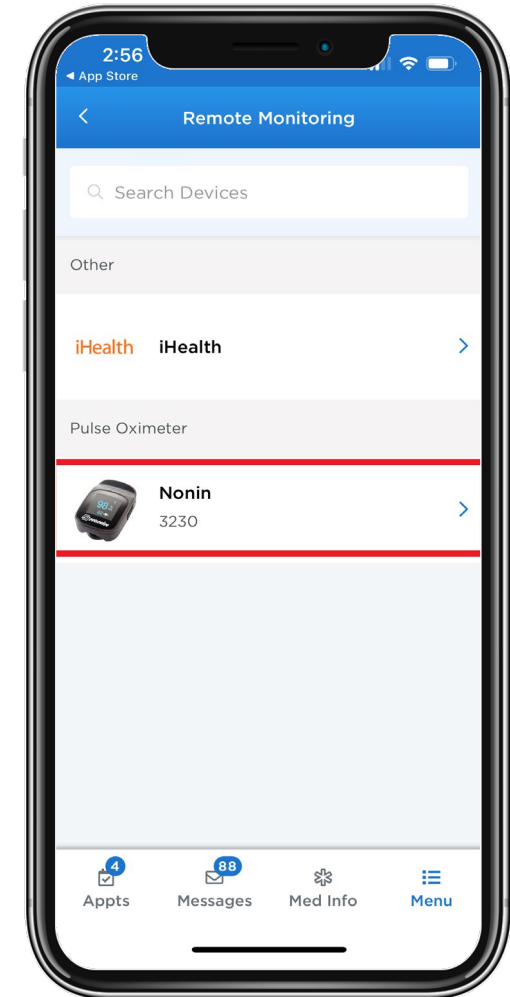 2:56
◀ App Store
Remote Monitoring
Search Devices
Other
iHealth iHealth
Pulse Oximeter
Nonin
3230
4
88
Appts Messages Med Info Menu